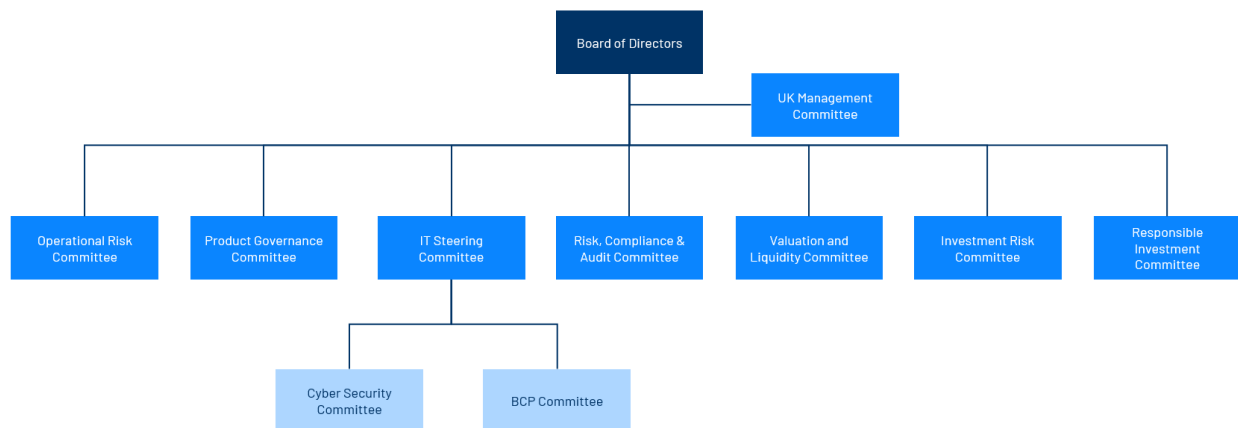 Board of Directors
UK Management
Committee
Operational Risk
Committee
Product Governance
Committee
IT Steering
Committee
Risk, Compliance &
Audit Committee
Valuation and
Liquidity Committee
Investment Risk
Committee
Responsible
Investment
Committee
Cyber Security
Committee
BCP Committee